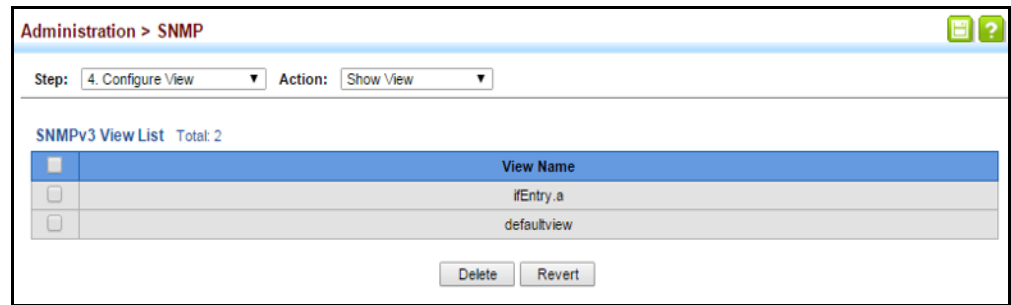 Administration > SNMP
Step: 4. Configure View Action: Show View
SNMPv3 View List Total: 2
View Name
ifEntry.a
defaultview
Delete Revert